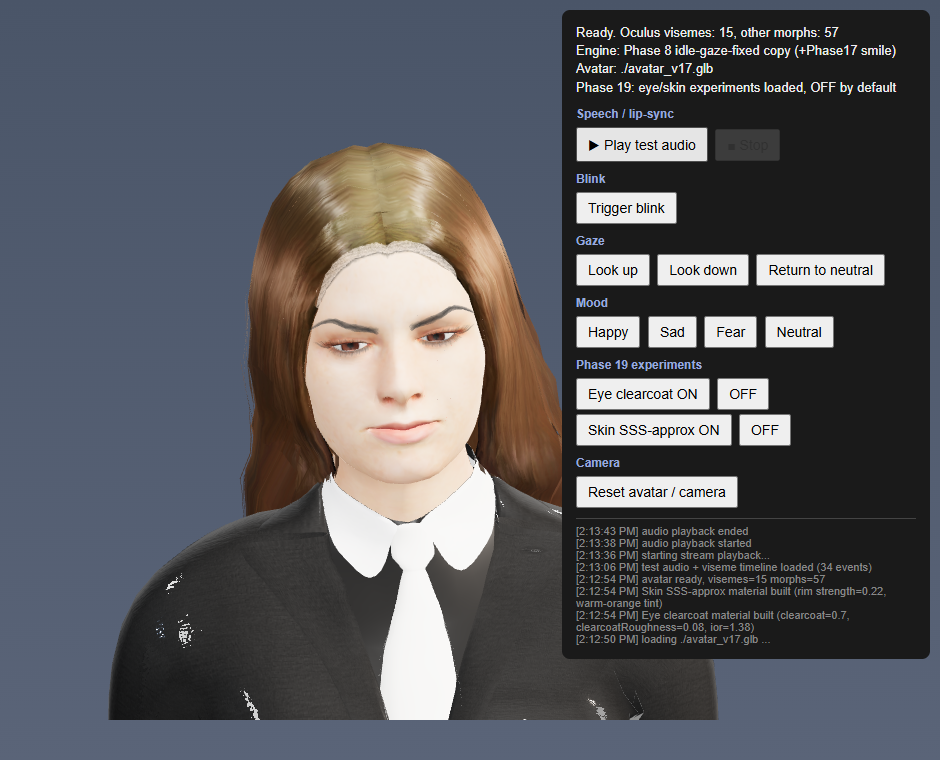 Ready. Oculus visemes: 15, other morphs: 57
Engine: Phase 8 idle-gaze-fixed copy (+Phase17 smile)
Avatar: ./avatar_v17.glb
Phase 19: eye/skin experiments loaded, OFF by default
Speech / lip-sync
▶ Play test audio
■ Stop
Blink
Trigger blink
Gaze
Look up
Look down
Return to neutral
Mood
Happy
Sad
Fear
Neutral
Phase 19 experiments
Eye clearcoat ON
OFF
Skin SSS-approx ON
OFF
Camera
Reset avatar / camera
[2:13:43 PM] audio playback ended
[2:13:38 PM] audio playback started
[2:13:36 PM] starting stream playback...
[2:13:06 PM] test audio + viseme timeline loaded (34 events)
[2:12:54 PM] avatar ready, visemes=15 morphs=57
[2:12:54 PM] Skin SSS-approx material built (rim strength=0.22,
warm-orange tint)
[2:12:54 PM] Eye clearcoat material built (clearcoat=0.7,
clearcoatRoughness=0.08, ior=1.38)
[2:12:50 PM] loading ./avatar_v17.glb ...